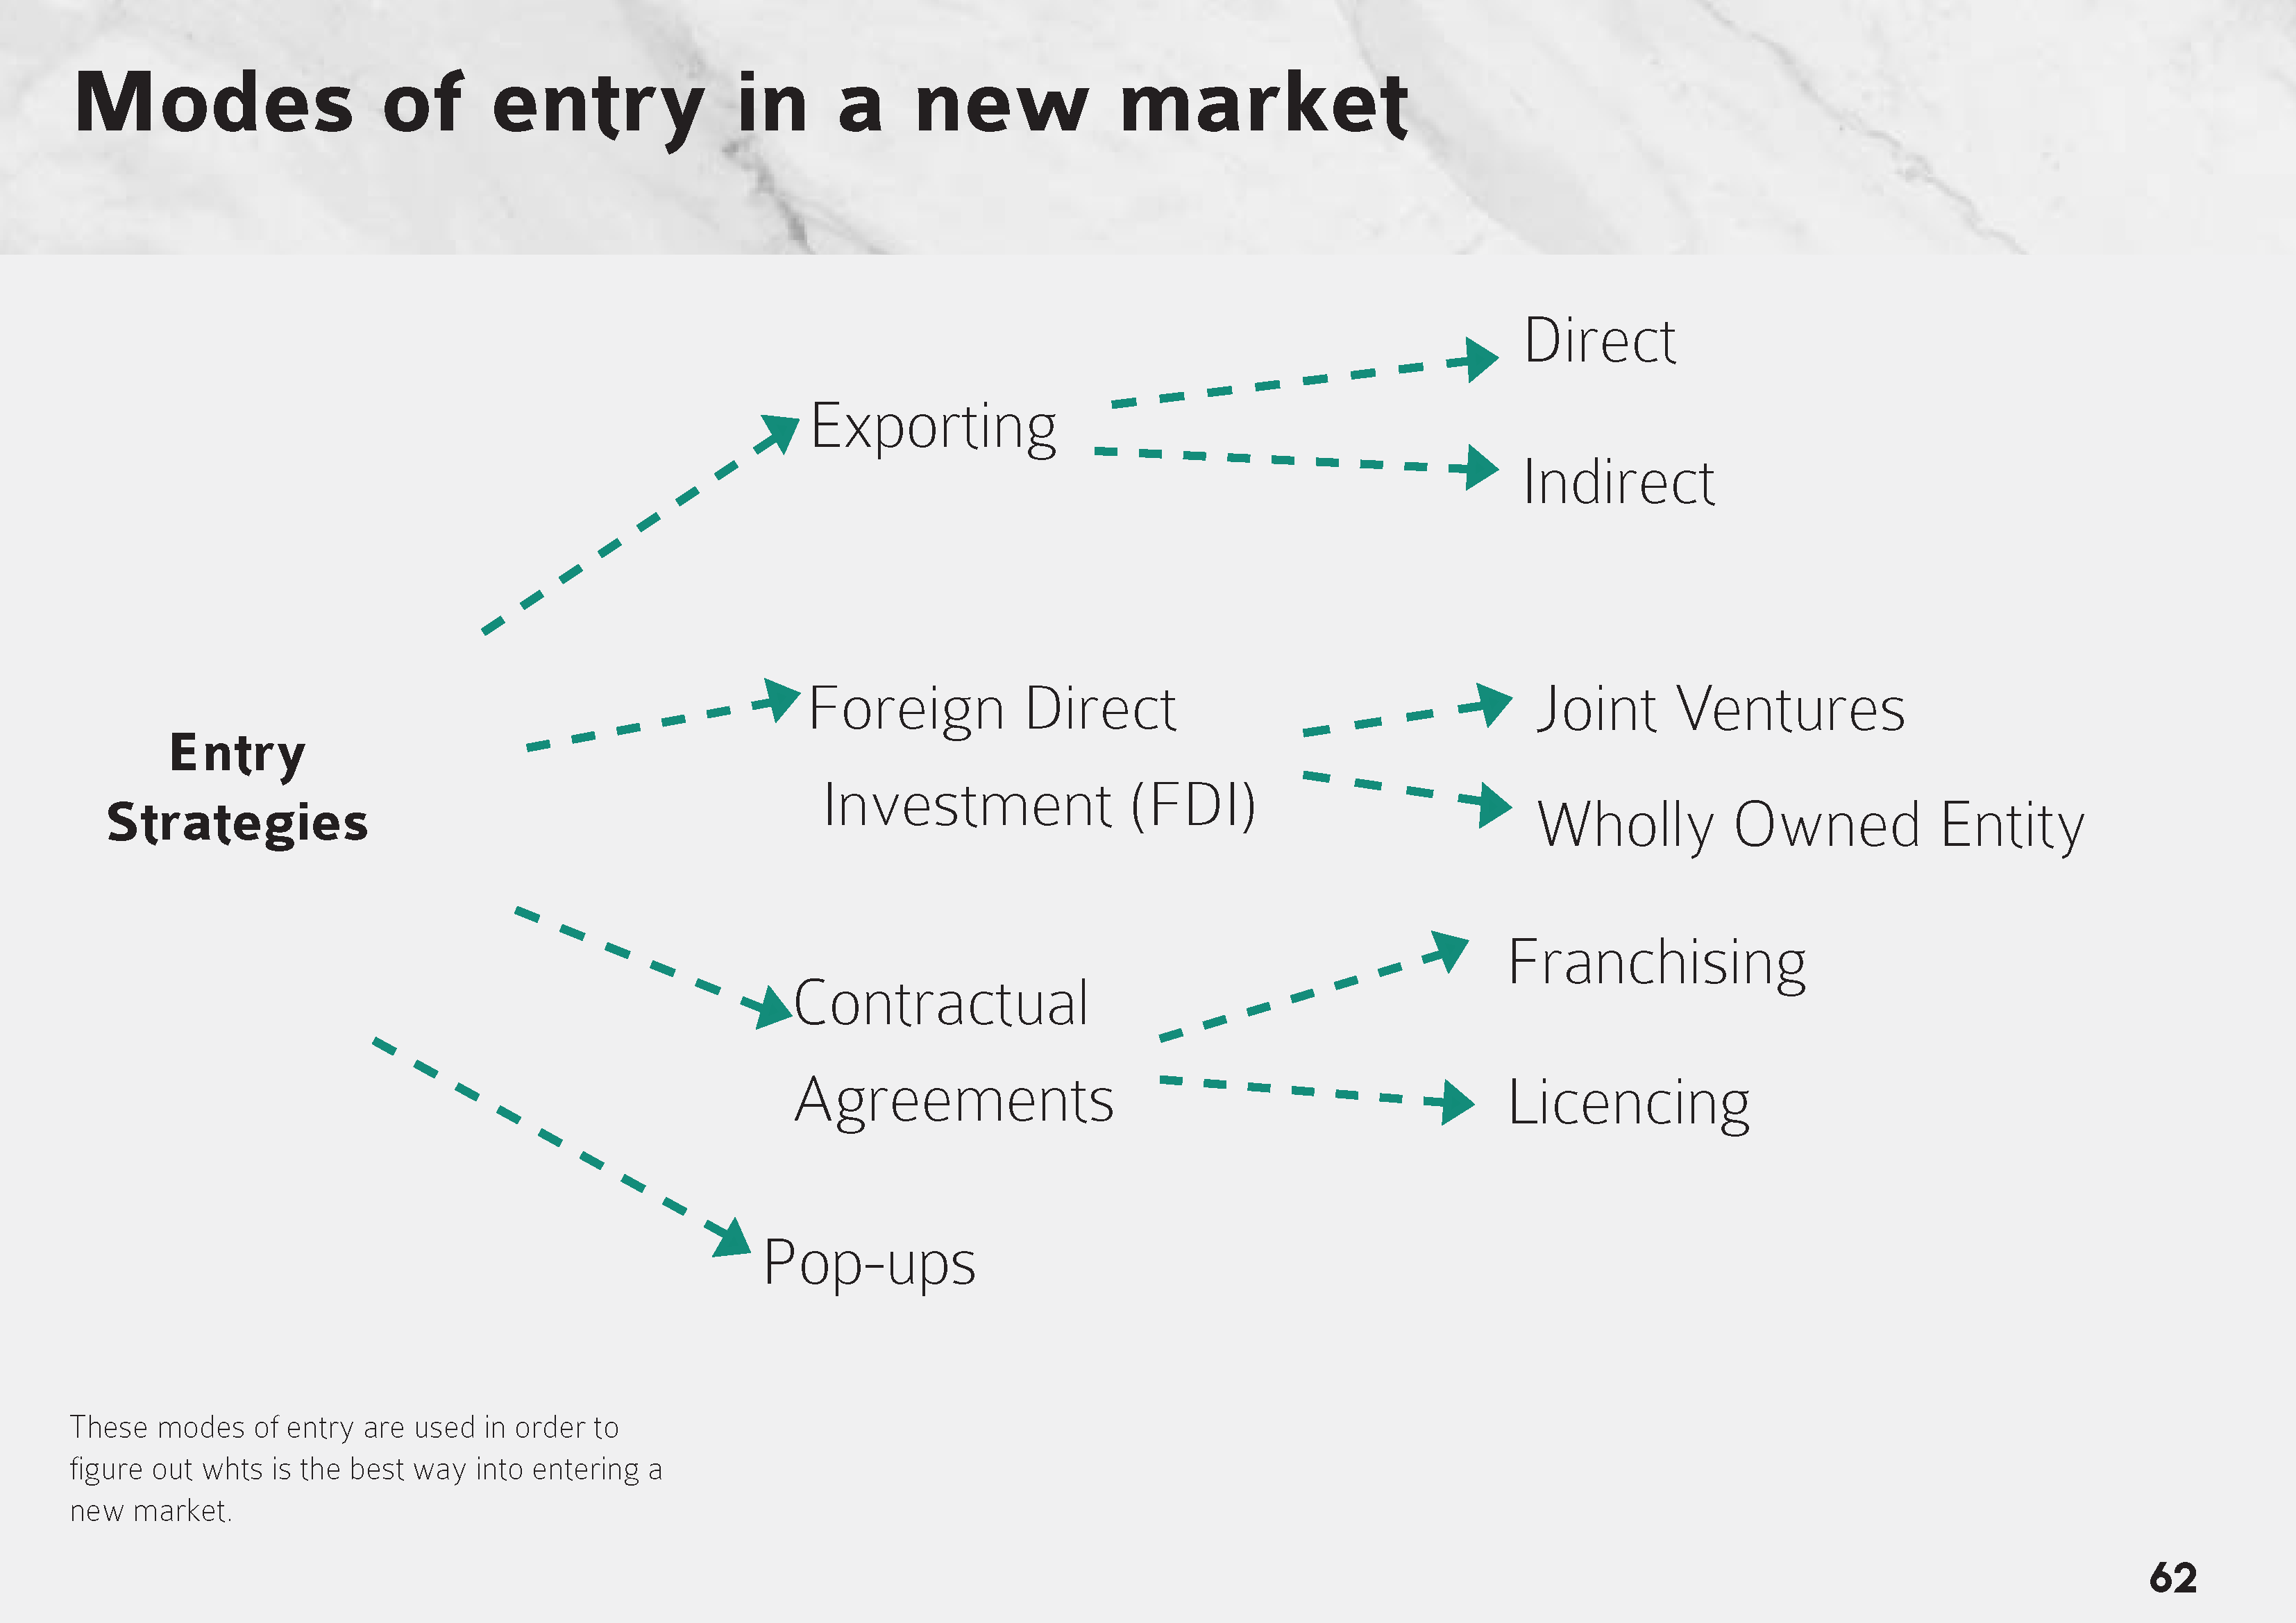 Modes of entry in a new market
Direct
Exporting
Indirect
Foreign Direct
Investment (FDI)
Joint Ventures
Wholly Owned Entity
Entry
Strategies
Franchising
Contractual
Agreements
Licencing
Pop-ups
These modes of entry are used in order to
figure out whts is the best way into entering a
new market.
62